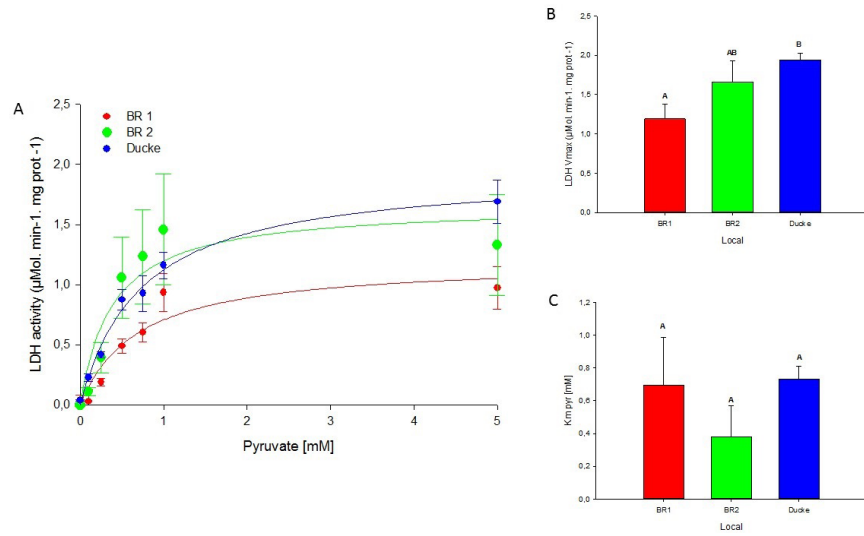 A
LDH activity (µMol. min-1. mg prot -1)
2,5
2,0
1,5
1,0
0,5
0,0
BR 1
BR 2
Ducke
0 1 2 3 4 5
Pyruvate [mM]
B
LDH Vmax (µMol. min-1. mg prot -1)
2,5
2,0
1,5
1,0
0,5
0,0
A AB B
BR1 BR2 Ducke
Local
C
Km pyr [mM]
1,2
1,0
0,8
0,6
0,4
0,2
0,0
A A A
BR1 BR2 Ducke
Local